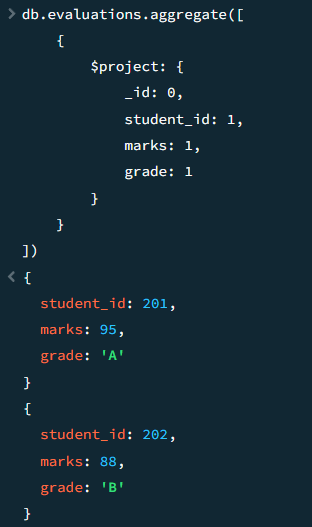 > db.evaluations.aggregate([
    {
        $project: {
            _id: 0,
            student_id: 1,
            marks: 1,
            grade: 1
        }
    }
])
< {
  student_id: 201,
  marks: 95,
  grade: 'A'
}
{
  student_id: 202,
  marks: 88,
  grade: 'B'
}